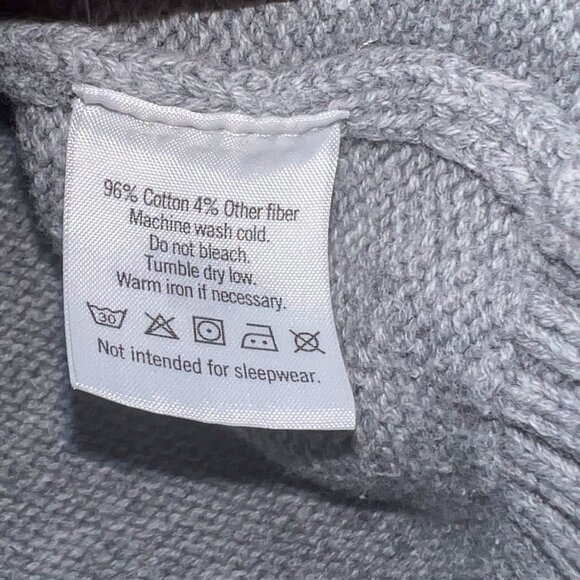 96% Cotton 4% Other fiber
Machine wash cold.
Do not bleach.
Tumble dry low.
Warm iron if necessary.
30
Not intended for sleepwear.